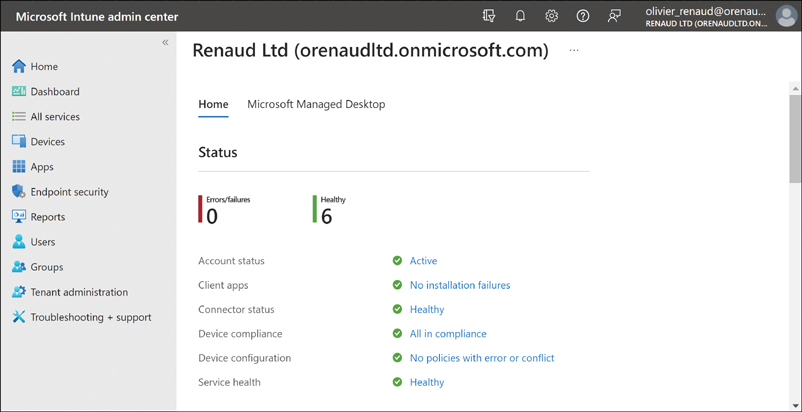 Microsoft Intune admin center
olivier_renaud@orenau...
RENAUD LTD (ORENAUDLTD.ON...
Home
Dashboard
All services
Devices
Apps
Endpoint security
Reports
Users
Groups
Tenant administration
Troubleshooting + support
Renaud Ltd (orenaudltd.onmicrosoft.com) ...
Home Microsoft Managed Desktop
Status
Errors/failures Healthy
0 6
Account status Active
Client apps No installation failures
Connector status Healthy
Device compliance All in compliance
Device configuration No policies with error or conflict
Service health Healthy